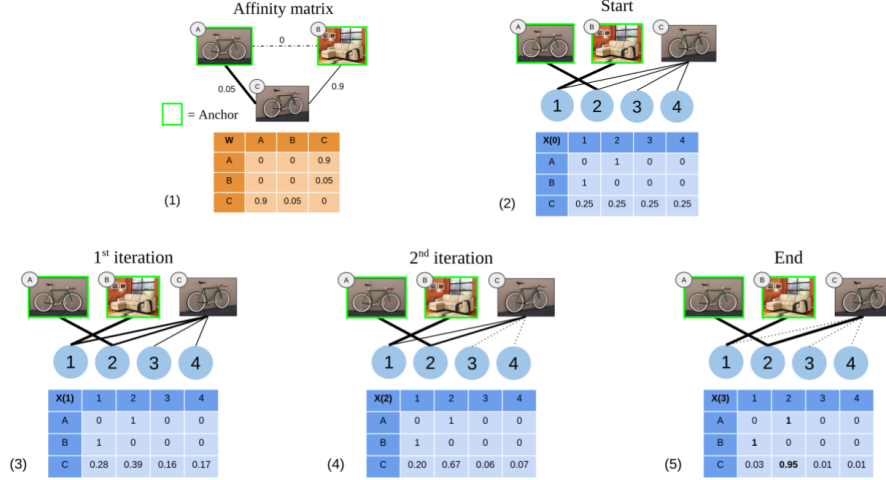 Affinity matrix
A
B
0
0.05
C
0.9
= Anchor
W A B C
A 0 0 0.9
B 0 0 0.05
C 0.9 0.05 0
(1)
Start
A B C
1 2 3 4
X(0) 1 2 3 4
A 0 1 0 0
B 1 0 0 0
C 0.25 0.25 0.25 0.25
(2)
1st iteration
A B C
1 2 3 4
X(1) 1 2 3 4
A 0 1 0 0
B 1 0 0 0
C 0.28 0.39 0.16 0.17
(3)
2nd iteration
A B C
1 2 3 4
X(2) 1 2 3 4
A 0 1 0 0
B 1 0 0 0
C 0.20 0.67 0.06 0.07
(4)
End
A B C
1 2 3 4
X(3) 1 2 3 4
A 0 1 0 0
B 1 0 0 0
C 0.03 0.95 0.01 0.01
(5)